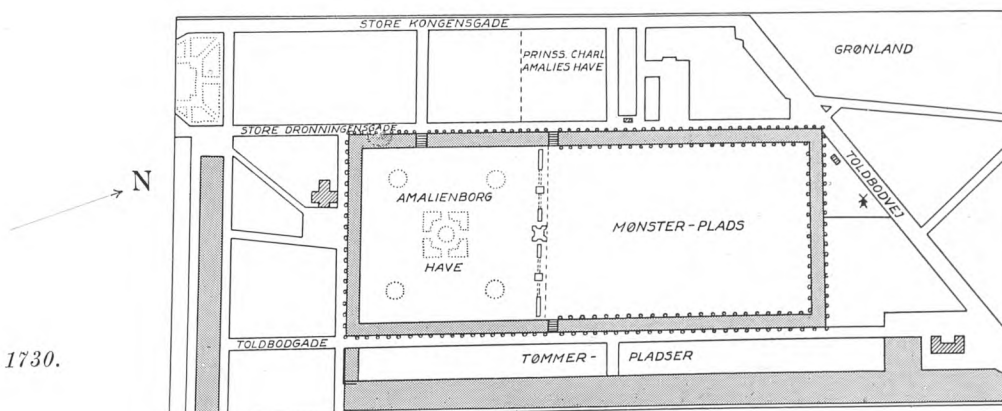 STORE KONGENSGADE
PRINSS. CHARL
AMALIES HAVE
GRØNLAND
STORE DRONNINGENSGADE
TOLDBODVEJ
N
AMALIENBORG
HAVE
MØNSTER-PLADS
TOLDBODGADE
TØMMER- PLADSER
1730.